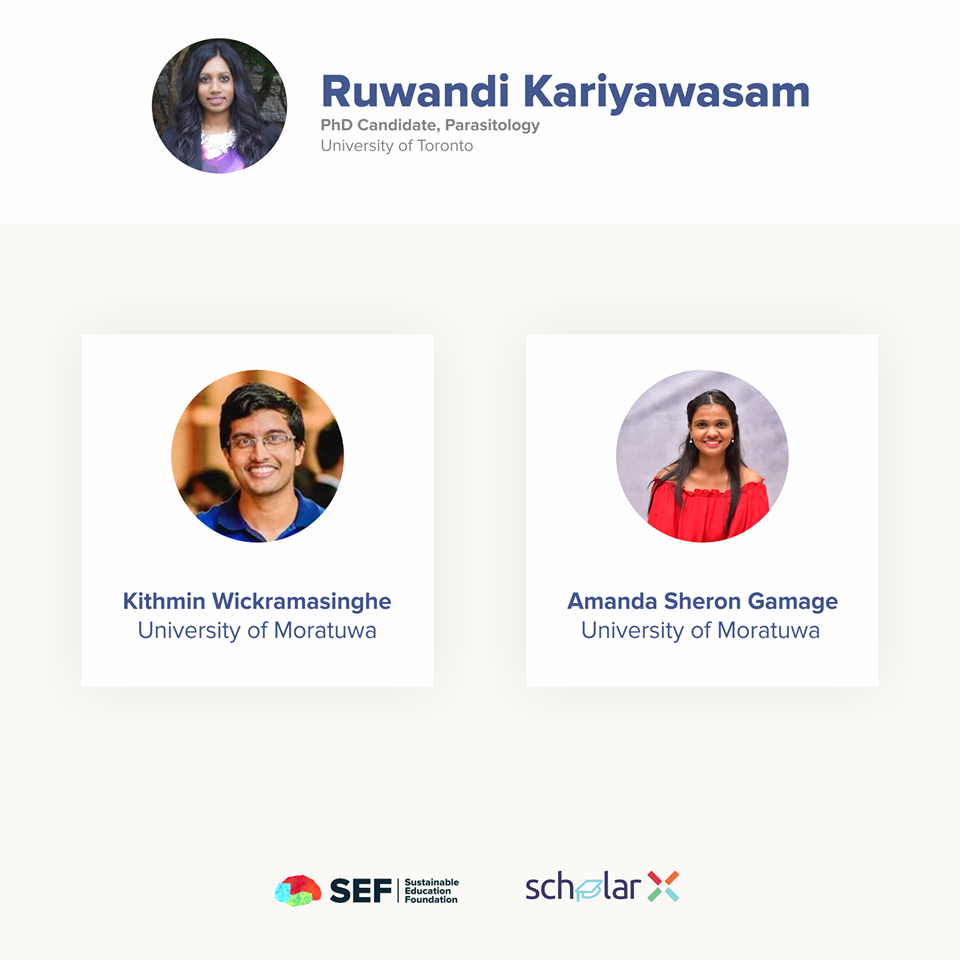 Ruwandi Kariyawasam
PhD Candidate, Parasitology
University of Toronto
Kithmin Wickramasinghe
University of Moratuwa
Amanda Sheron Gamage
University of Moratuwa
SEF
Sustainable
Education
Foundation
scholar X